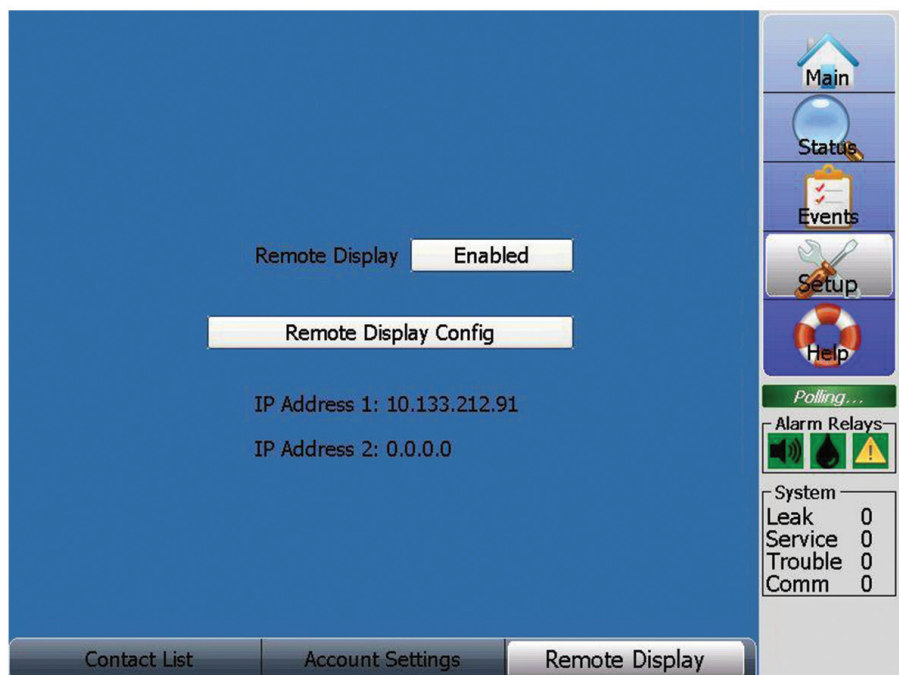 Remote Display Enabled
Remote Display Config
IP Address 1: 10.133.212.91
IP Address 2: 0.0.0.0
Contact List Account Settings Remote Display
Main
Status
Events
Setup
Help
Polling...
Alarm Relays
System
Leak 0
Service 0
Trouble 0
Comm 0